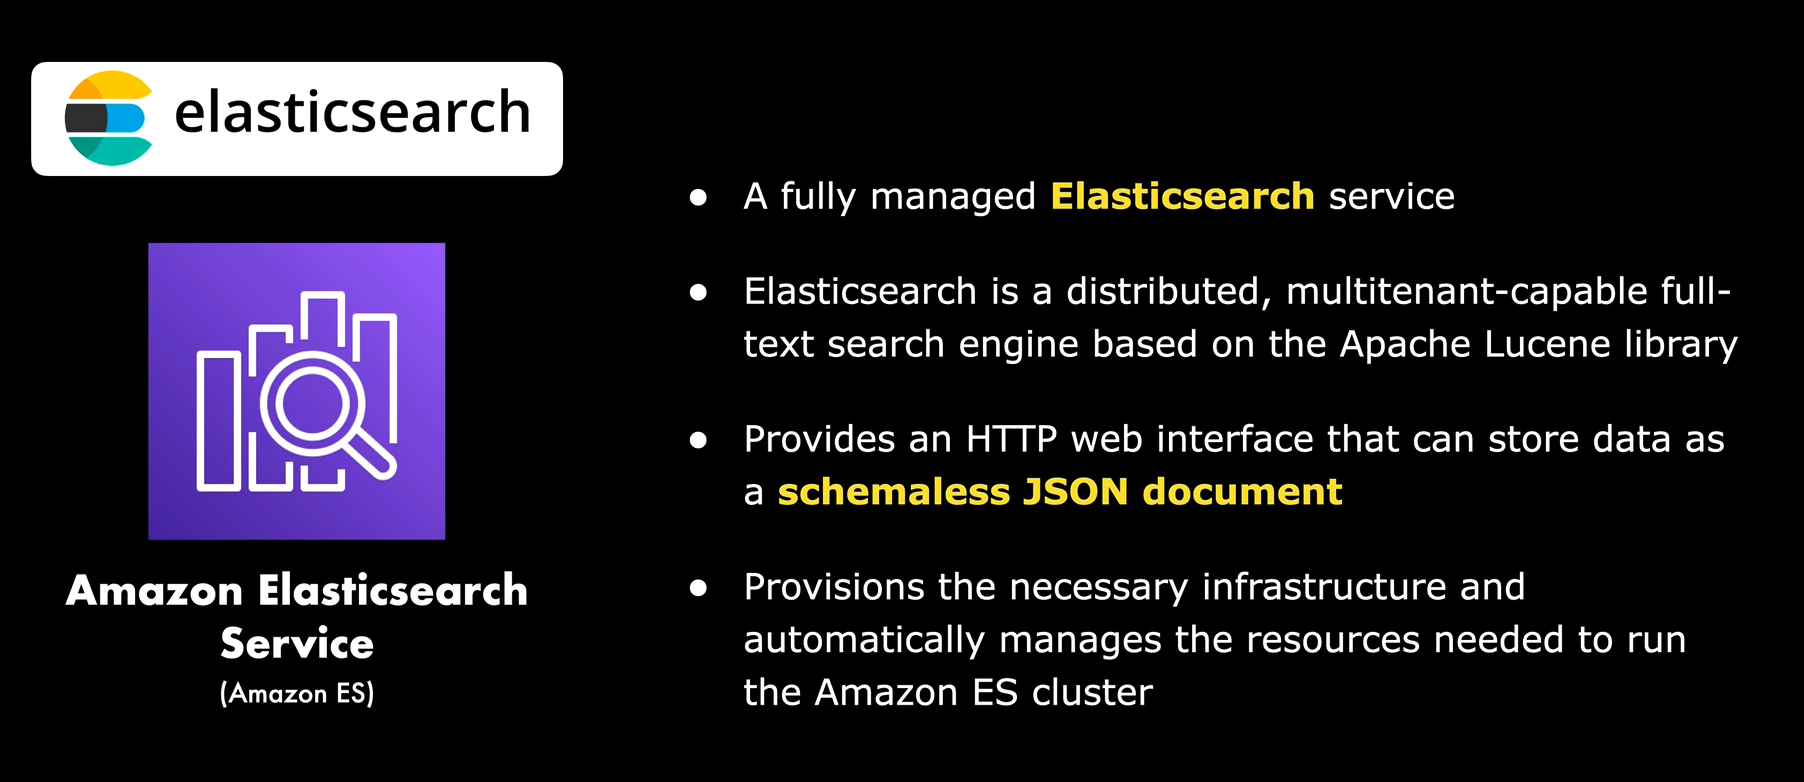 elasticsearch
Amazon Elasticsearch
Service
(Amazon ES)
● A fully managed Elasticsearch service
● Elasticsearch is a distributed, multitenant-capable full-
text search engine based on the Apache Lucene library
● Provides an HTTP web interface that can store data as
a schemaless JSON document
● Provisions the necessary infrastructure and
automatically manages the resources needed to run
the Amazon ES cluster